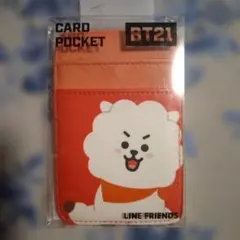 CARD
POCKET
BT21
LINE FRIENDS